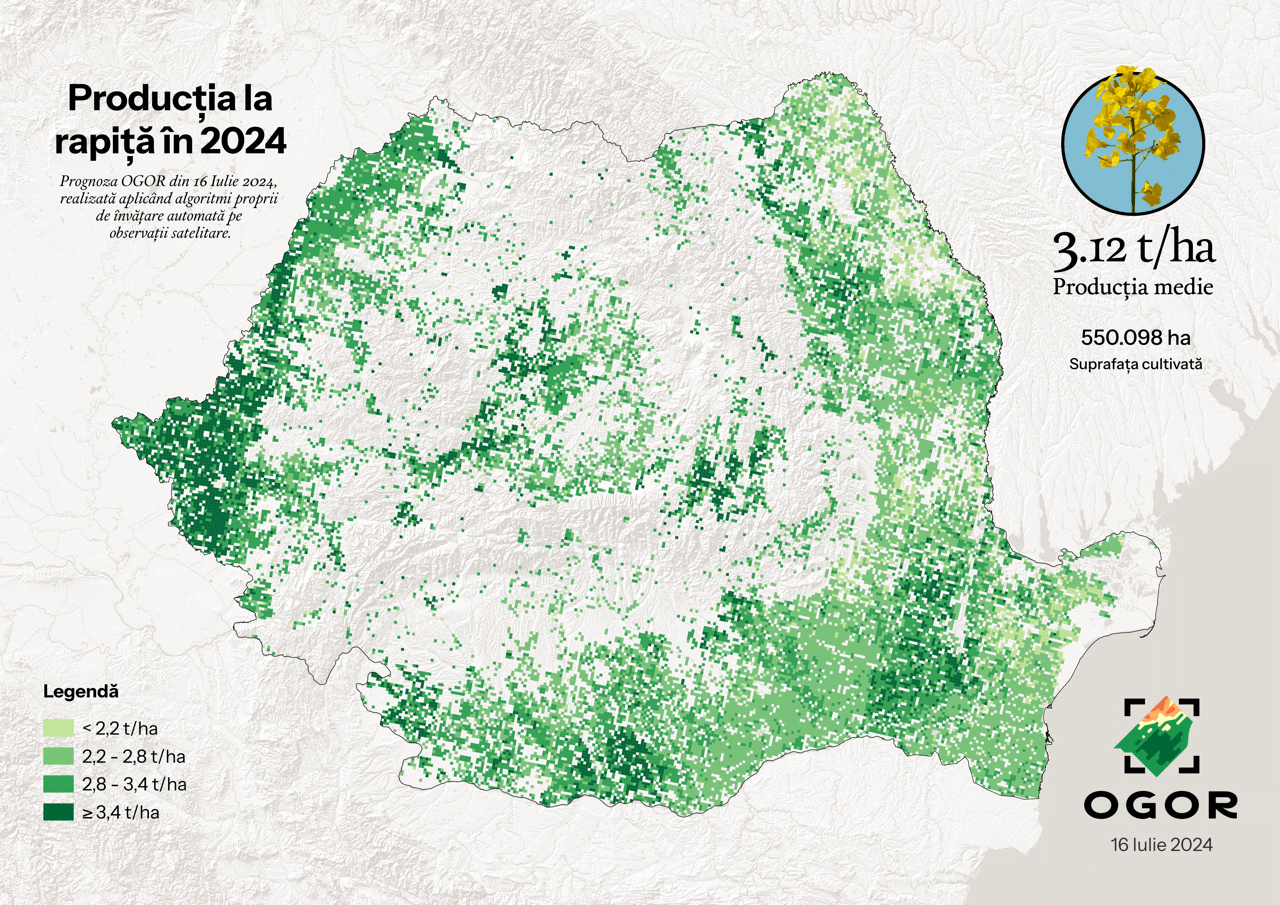 Producția la
rapiță în 2024
Prognoza OGOR din 16 Iulie 2024,
realizată aplicând algoritmi proprii
de învățare automată pe
observații satelitare.
3.12 t/ha
Producția medie
550.098 ha
Suprafața cultivată
Legendă
< 2,2 t/ha
2,2 - 2,8 t/ha
2,8 - 3,4 t/ha
≥ 3,4 t/ha
OGOR
16 Iulie 2024